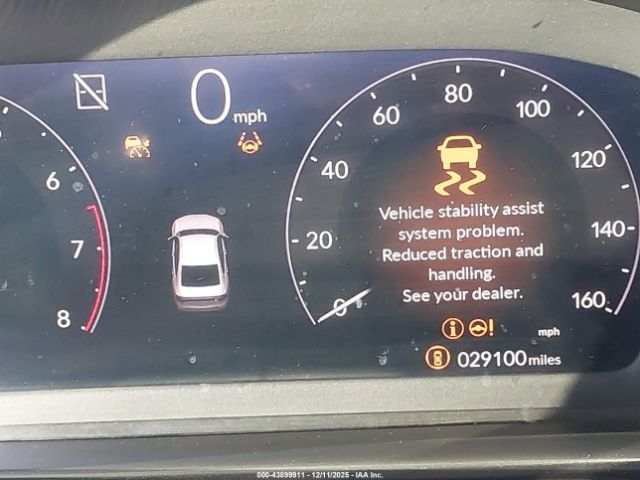 0 mph
80
60
100
40
120
6
Vehicle stability assist
system problem.
Reduced traction and
handling.
See your dealer.
20
140
7
8
0
160
mph
029100 miles
000-43899911 - 12/11/2025 - IAA Inc.